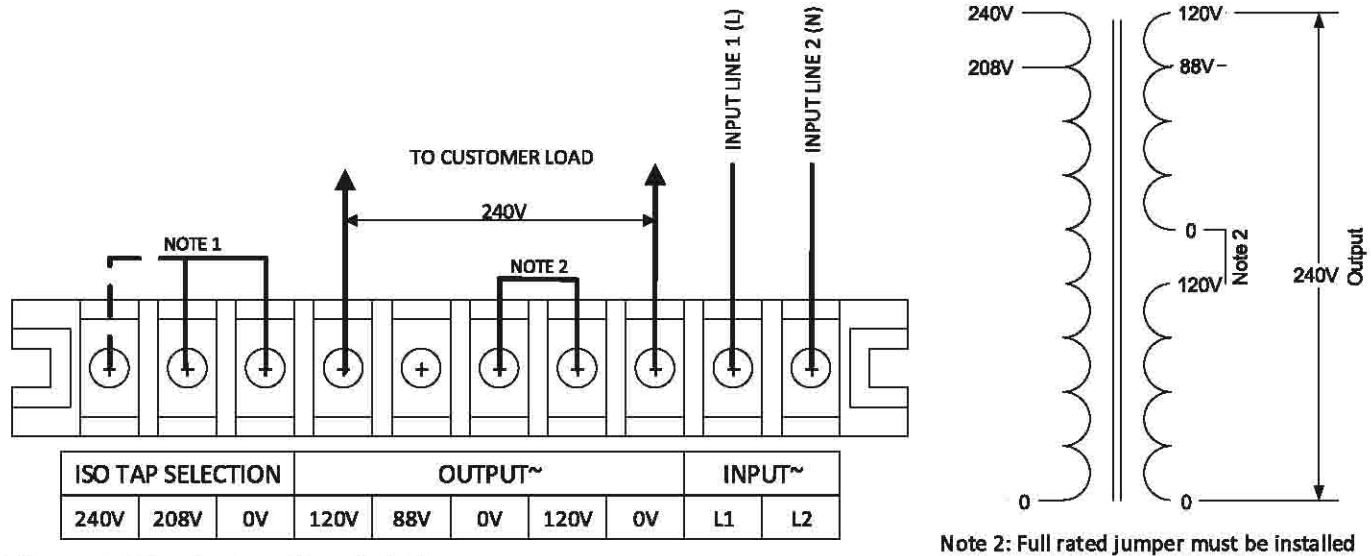 INPUT LINE 1 (L)
INPUT LINE 2 (N)
TO CUSTOMER LOAD
240V
NOTE 1
NOTE 2
ISO TAP SELECTION OUTPUT~ INPUT~
240V 208V 0V 120V 88V 0V 120V 0V L1 L2
240V
208V
0
120V
88V
0
Note 2
120V
240V Output
0
Note 2: Full rated jumper must be installed